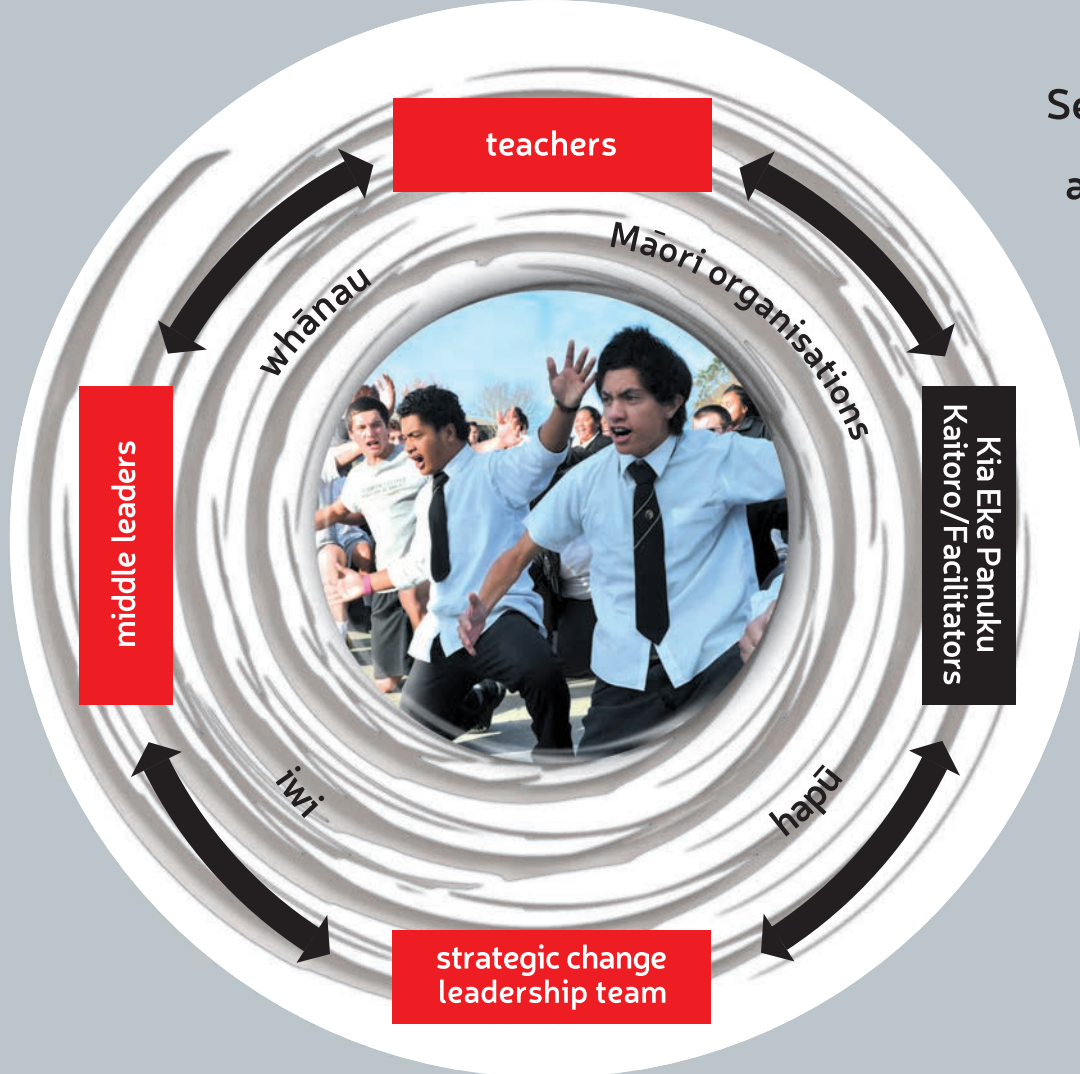 teachers
whānau
Māori organisations
middle leaders
Kia Eke Panuku
Kaitoro/Facilitators
iwi
hapū
strategic change
leadership team